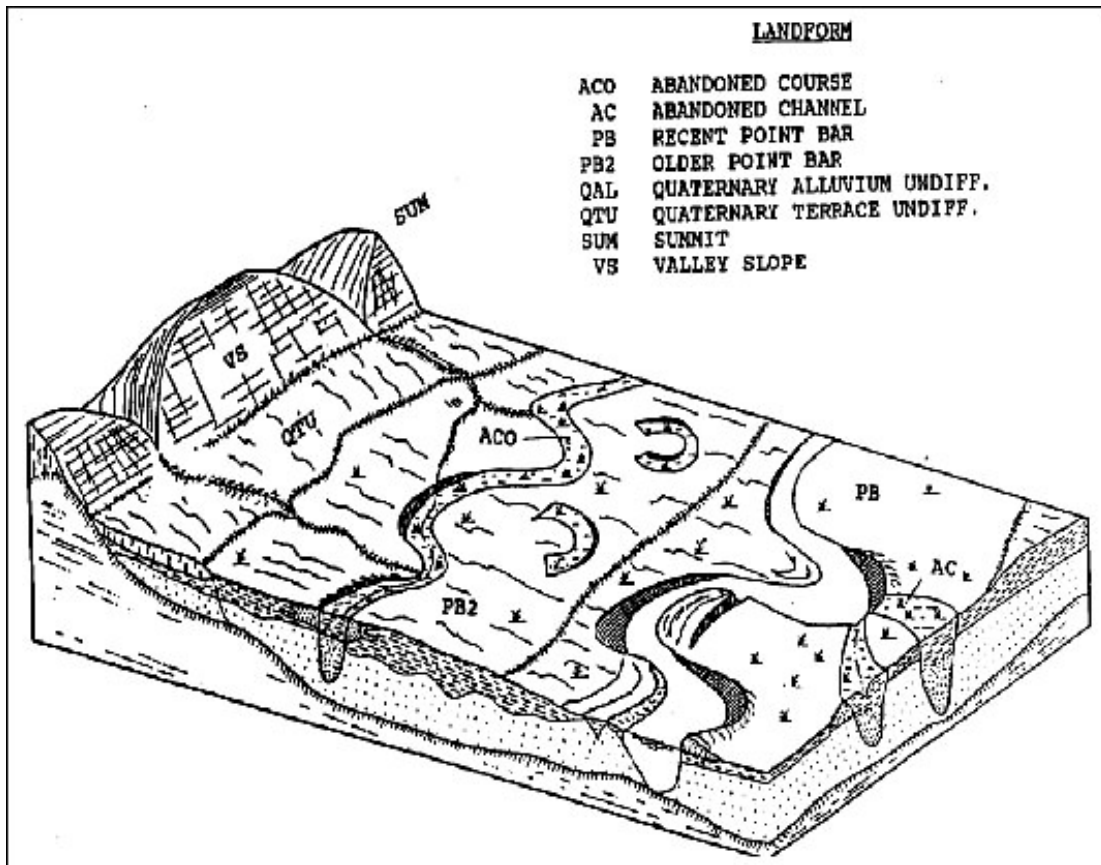 LANDFORM
ACO ABANDONED COURSE
AC ABANDONED CHANNEL
PB RECENT POINT BAR
PB2 OLDER POINT BAR
QAL QUATERNARY ALLUVIUM UNDIFF.
QTU QUATERNARY TERRACE UNDIFF.
SUM SUMMIT
VS VALLEY SLOPE
SUM
VS
QTU
ACO
PB
AC
PB2